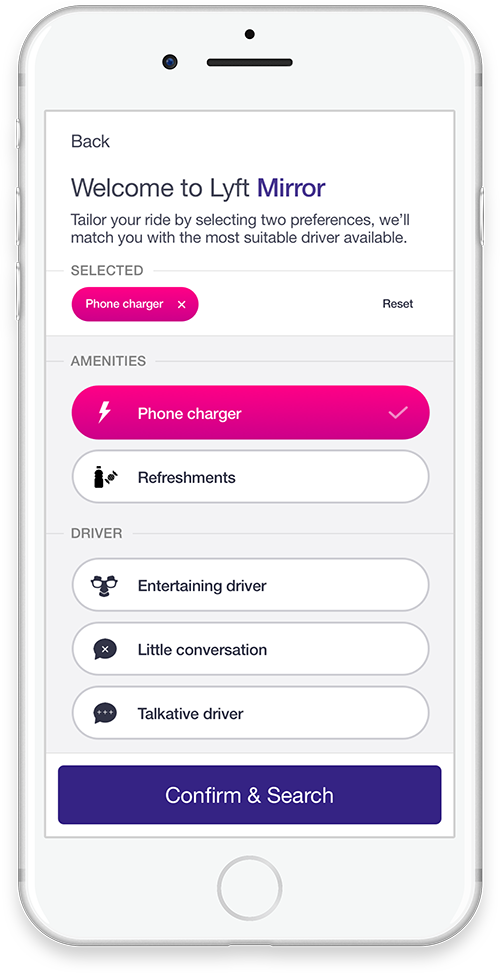 Back
Welcome to Lyft Mirror
Tailor your ride by selecting two preferences, we'll
match you with the most suitable driver available.
SELECTED
Phone charger ×
Reset
AMENITIES
Phone charger
Refreshments
DRIVER
Entertaining driver
Little conversation
Talkative driver
Confirm & Search